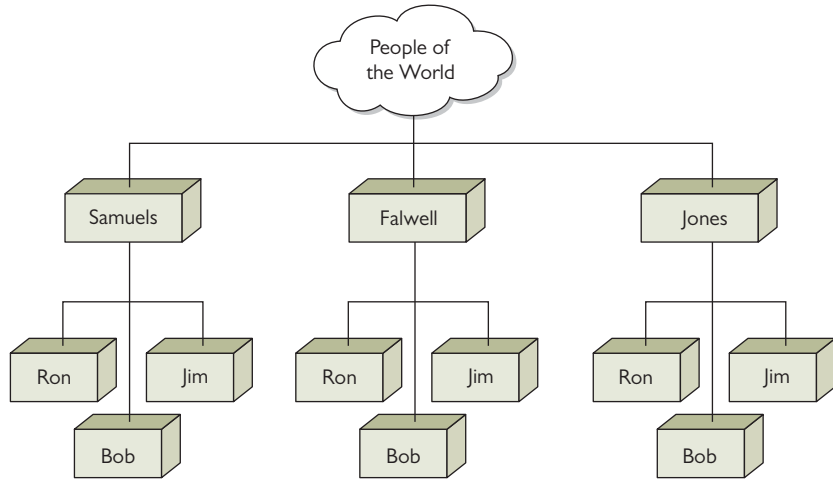 People of
the World
Samuels
Falwell
Jones
Ron
Jim
Ron
Jim
Ron
Jim
Bob
Bob
Bob